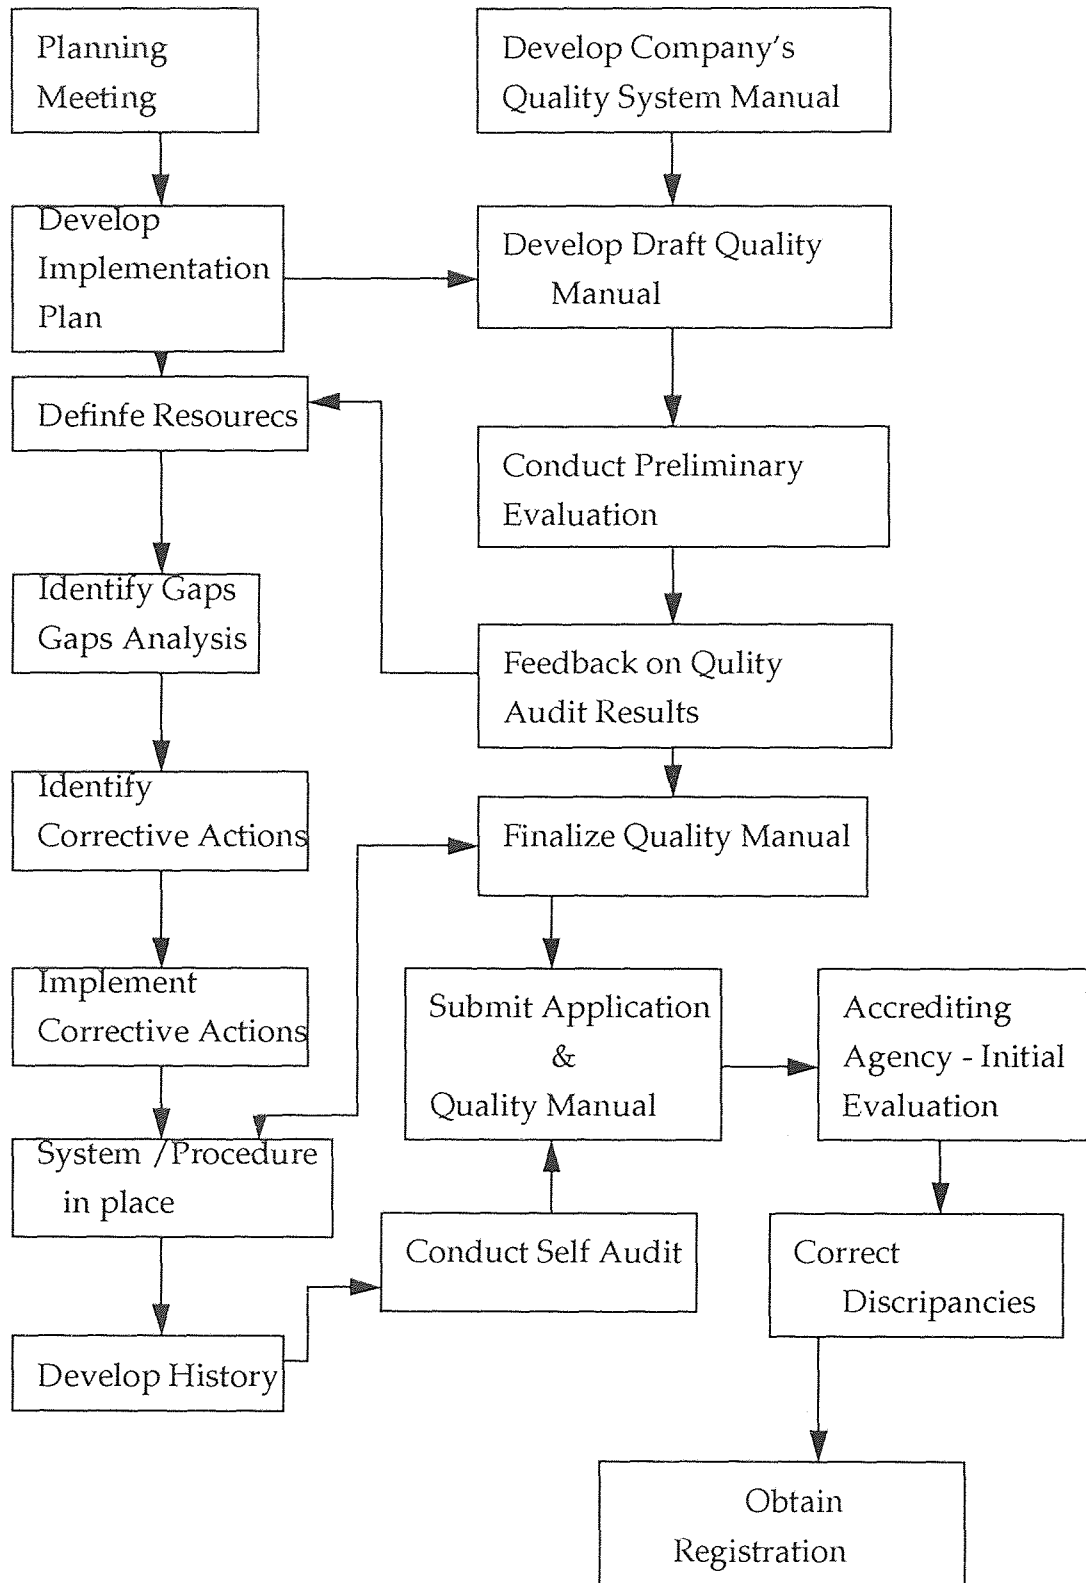 Planning
Meeting
Develop Company's
Quality System Manual
Develop
Implementation
Plan
Develop Draft Quality
Manual
Definfe Resourecs
Conduct Preliminary
Evaluation
Identify Gaps
Gaps Analysis
Feedback on Qulity
Audit Results
Identify
Corrective Actions
Finalize Quality Manual
Implement
Corrective Actions
Submit Application
&
Quality Manual
Accrediting
Agency - Initial
Evaluation
System /Procedure
in place
Conduct Self Audit
Correct
Discripancies
Develop History
Obtain
Registration